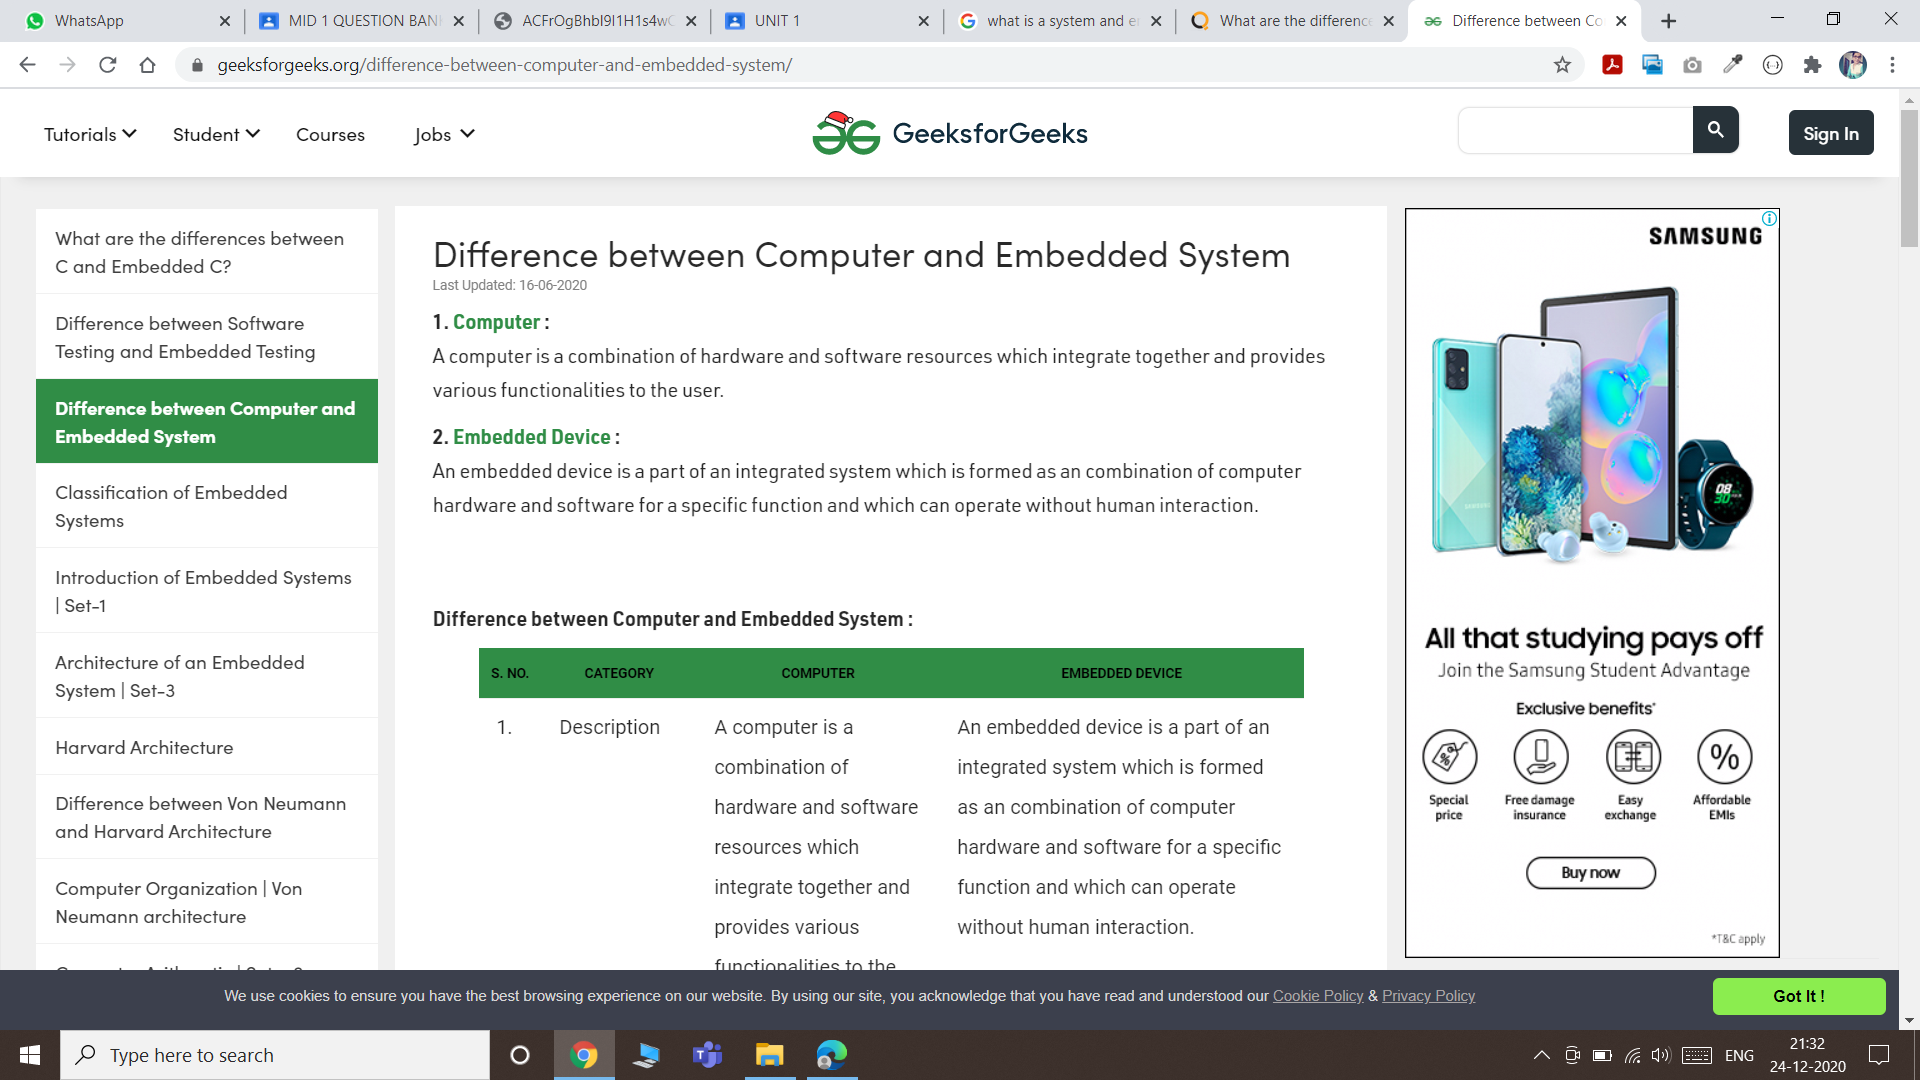 WhatsApp
MID 1 QUESTION BAN
ACFrOgBhbI9I1H1s4wC
UNIT 1
what is a system and e
What are the difference
Difference between Co
geeksforgeeks.org/difference-between-computer-and-embedded-system/
Tutorials
Student
Courses
Jobs
GeeksforGeeks
Sign In
What are the differences between
C and Embedded C?
Difference between Software
Testing and Embedded Testing
Difference between Computer and
Embedded System
Classification of Embedded
Systems
Introduction of Embedded Systems
| Set-1
Architecture of an Embedded
System | Set-3
Harvard Architecture
Difference between Von Neumann
and Harvard Architecture
Computer Organization | Von
Neumann architecture
Difference between Computer and Embedded System
Last Updated: 16-06-2020
1. Computer :
A computer is a combination of hardware and software resources which integrate together and provides
various functionalities to the user.
2. Embedded Device :
An embedded device is a part of an integrated system which is formed as an combination of computer
hardware and software for a specific function and which can operate without human interaction.
Difference between Computer and Embedded System :
S. NO. CATEGORY COMPUTER EMBEDDED DEVICE
1. Description
A computer is a
combination of
hardware and software
resources which
integrate together and
provides various
functionalities to the
An embedded device is a part of an
integrated system which is formed
as an combination of computer
hardware and software for a specific
function and which can operate
without human interaction.
SAMSUNG
SAMSUNG
08
30
All that studying pays off
Join the Samsung Student Advantage
Exclusive benefits*
Special
price
Free damage
insurance
Easy
exchange
Affordable
EMIs
Buy now
*T&C apply
We use cookies to ensure you have the best browsing experience on our website. By using our site, you acknowledge that you have read and understood our Cookie Policy & Privacy Policy
Got It !
Type here to search
ENG
21:32
24-12-2020